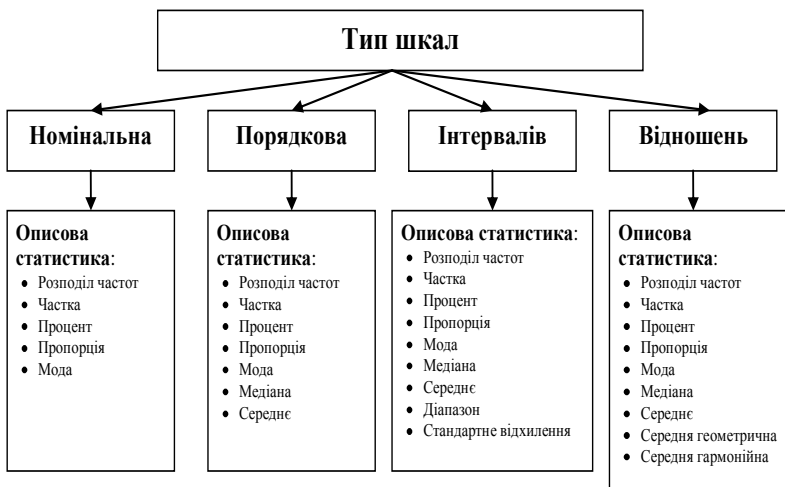 Тип шкал
Номінальна
Порядкова
Інтервалів
Відношень
Описова
статистика:
• Розподіл частот
• Частка
• Процент
• Пропорція
• Мода
Описова
статистика:
• Розподіл частот
• Частка
• Процент
• Пропорція
• Мода
• Медіана
• Середнє
Описова статистика:
• Розподіл частот
• Частка
• Процент
• Пропорція
• Мода
• Медіана
• Середнє
• Діапазон
• Стандартне відхилення
Описова
статистика:
• Розподіл частот
• Частка
• Процент
• Пропорція
• Мода
• Медіана
• Середнє
• Середня геометрична
• Середня гармонійна